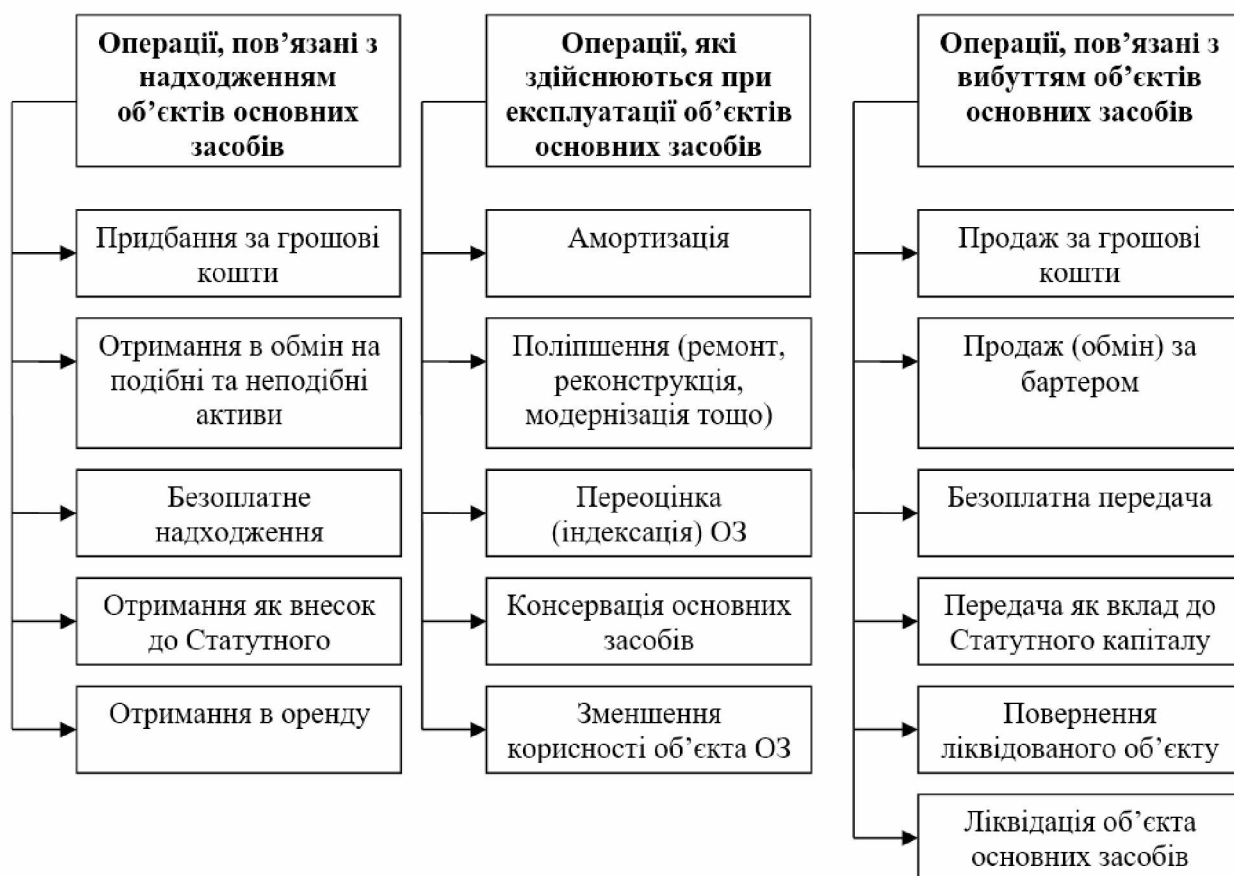 Операції, пов’язані з
надходженням
об’єктів основних
засобів
Придбання за грошові
кошти
Отримання в обмін на
подібні та неподібні
активи
Безоплатне
надходження
Отримання як внесок
до Статутного
Отримання в оренду
Операції, які
здійснюються при
експлуатації об’єктів
основних засобів
Амортизація
Поліпшення (ремонт,
реконструкція,
модернізація тощо)
Переоцінка
(індексація) ОЗ
Консервація основних
засобів
Зменшення
корисності об’єкта ОЗ
Операції, пов’язані з
вибуттям об’єктів
основних засобів
Продаж за грошові
кошти
Продаж (обмін) за
бартером
Безоплатна передача
Передача як вклад до
Статутного капіталу
Повернення
ліквідованого об’єкту
Ліквідація об’єкта
основних засобів